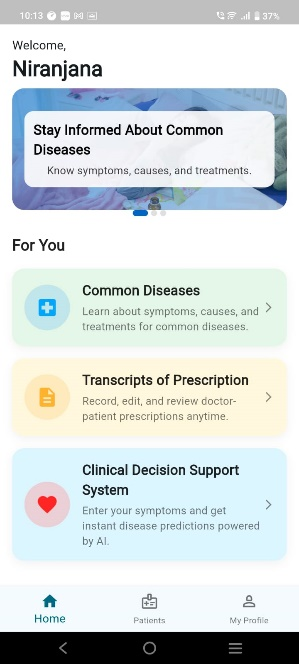 10:13
37%
Welcome,
Niranjana
Stay Informed About Common
Diseases
Know symptoms, causes, and treatments.
For You
Common Diseases
Learn about symptoms, causes, and
treatments for common diseases.
Transcripts of Prescription
Record, edit, and review doctor-
patient prescriptions anytime.
Clinical Decision Support
System
Enter your symptoms and get
instant disease predictions powered
by AI.
Home
Patients
My Profile